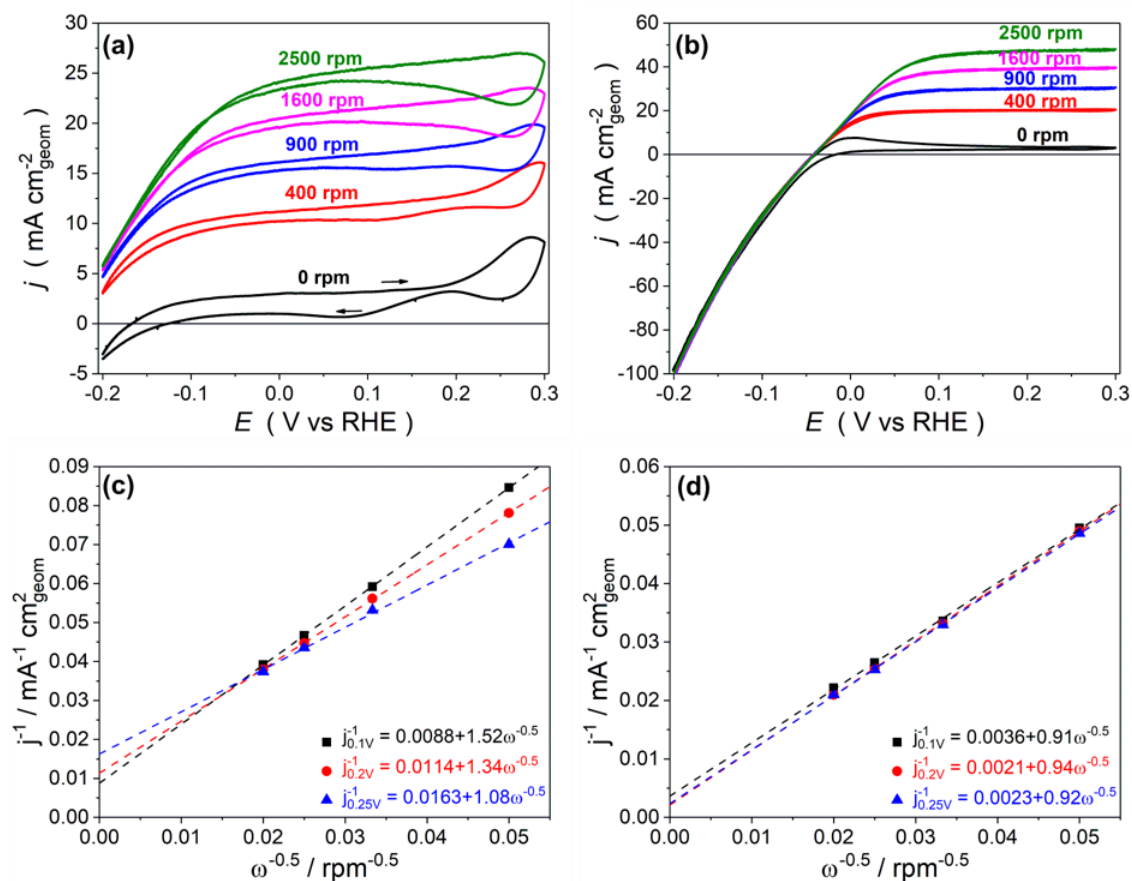 (a)
2500 rpm
1600 rpm
900 rpm
400 rpm
0 rpm
30
25
20
15
10
5
0
-5
-0.2 -0.1 0.0 0.1 0.2 0.3
j ( mA cm⁻²geom )
E ( V vs RHE )
(b)
2500 rpm
1600 rpm
900 rpm
400 rpm
0 rpm
60
40
20
0
-20
-40
-60
-80
-100
-0.2 -0.1 0.0 0.1 0.2 0.3
j ( mA cm⁻²geom )
E ( V vs RHE )
(c)
0.09
0.08
0.07
0.06
0.05
0.04
0.03
0.02
0.01
0.00
0.00 0.01 0.02 0.03 0.04 0.05
j⁻¹ / mA⁻¹ cm²geom
ω⁻⁰·⁵ / rpm⁻⁰·⁵
j⁻¹0.1V = 0.0088+1.52ω⁻⁰·⁵
j⁻¹0.2V = 0.0114+1.34ω⁻⁰·⁵
j⁻¹0.25V = 0.0163+1.08ω⁻⁰·⁵
(d)
0.06
0.05
0.04
0.03
0.02
0.01
0.00
0.00 0.01 0.02 0.03 0.04 0.05
j⁻¹ / mA⁻¹ cm²geom
ω⁻⁰·⁵ / rpm⁻⁰·⁵
j⁻¹0.1V = 0.0036+0.91ω⁻⁰·⁵
j⁻¹0.2V = 0.0021+0.94ω⁻⁰·⁵
j⁻¹0.25V = 0.0023+0.92ω⁻⁰·⁵